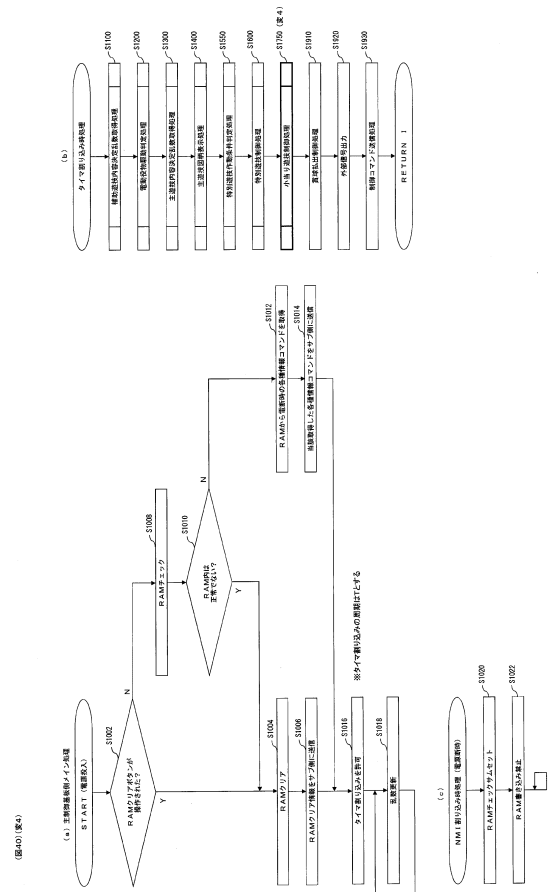 (図40)(変4)
(a) 主制御基板側メイン処理
START(電源投入)
S1002
RAMクリアボタンが
操作された?
N
Y
S1008
RAMチェック
S1010
RAM内は
正常でない?
N
Y
S1004
RAMクリア
S1006
RAMクリア情報をサブ側に送信
S1012
RAMから電断時の各種情報コマンドを取得
S1014
当該取得した各種情報コマンドをサブ側に送信
S1016
タイマ割り込みを許可
※タイマ割り込みの周期はTとする
S1018
乱数更新
(b)
タイマ割り込み時処理
S1100
補助遊技内容決定乱数取得処理
S1200
電動役物駆動判定処理
S1300
主遊技内容決定乱数取得処理
S1400
主遊技図柄表示処理
S1550
特別遊技作動条件判定処理
S1600
特別遊技制御処理
S1750 (変4)
小当り遊技制御処理
S1910
賞球払出制御処理
S1920
外部信号出力
S1930
制御コマンド送信処理
RETURN I
(c)
NMI割り込み時処理(電源断時)
S1020
RAMチェックサムセット
S1022
RAM書き込み禁止